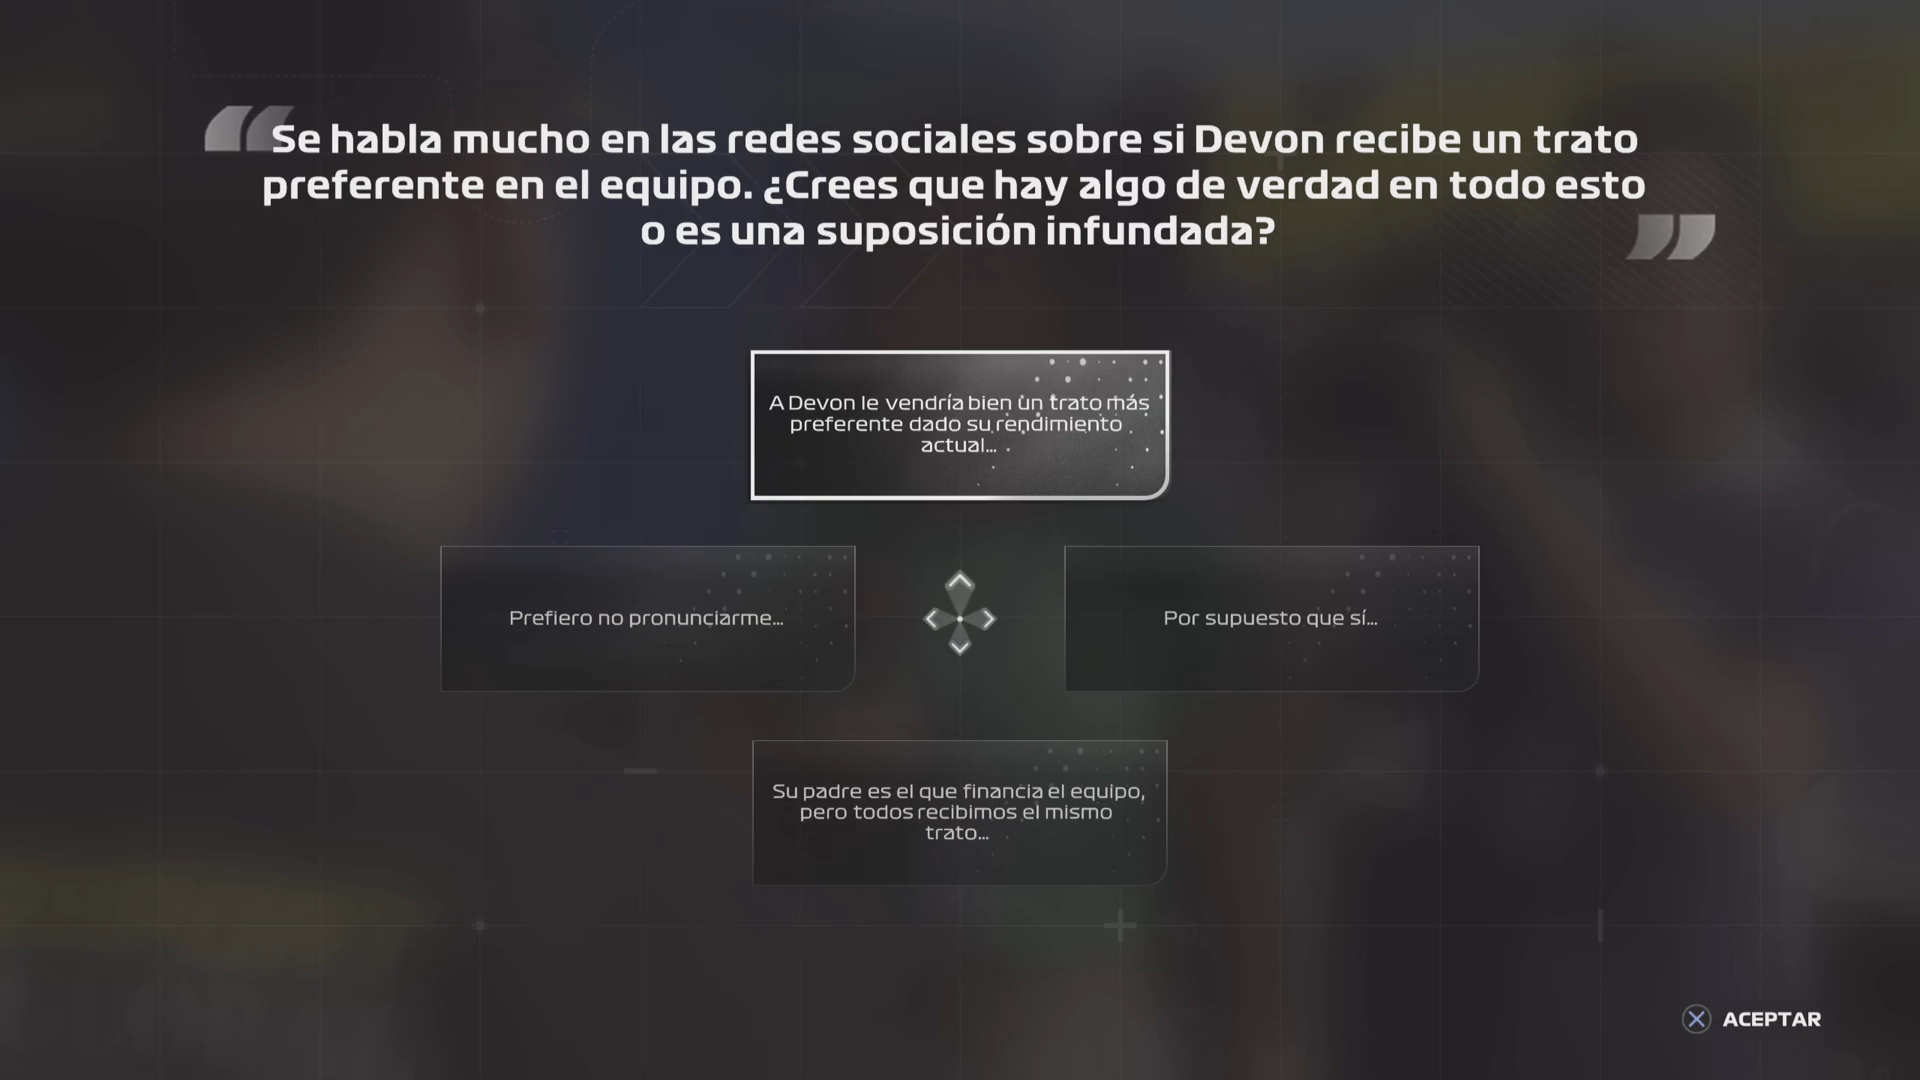 Se habla mucho en las redes sociales sobre si Devon recibe un trato
preferente en el equipo. ¿Crees que hay algo de verdad en todo esto
o es una suposición infundada?
A Devon le vendría bien un trato más
preferente dado su rendimiento
actual...
Prefiero no pronunciarme...
Por supuesto que sí...
Su padre es el que financia el equipo,
pero todos recibimos el mismo
trato...
ACEPTAR